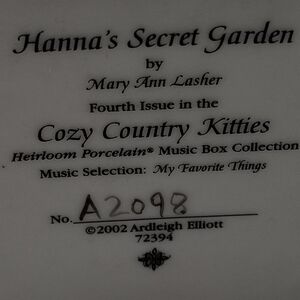 Hanna's Secret Garden
by
Mary Ann Lasher
Fourth Issue in the
Cozy Country Kitties
Heirloom Porcelain® Music Box Collection
Music Selection: My Favorite Things
No. A2098
©2002 Ardleigh Elliott
72394